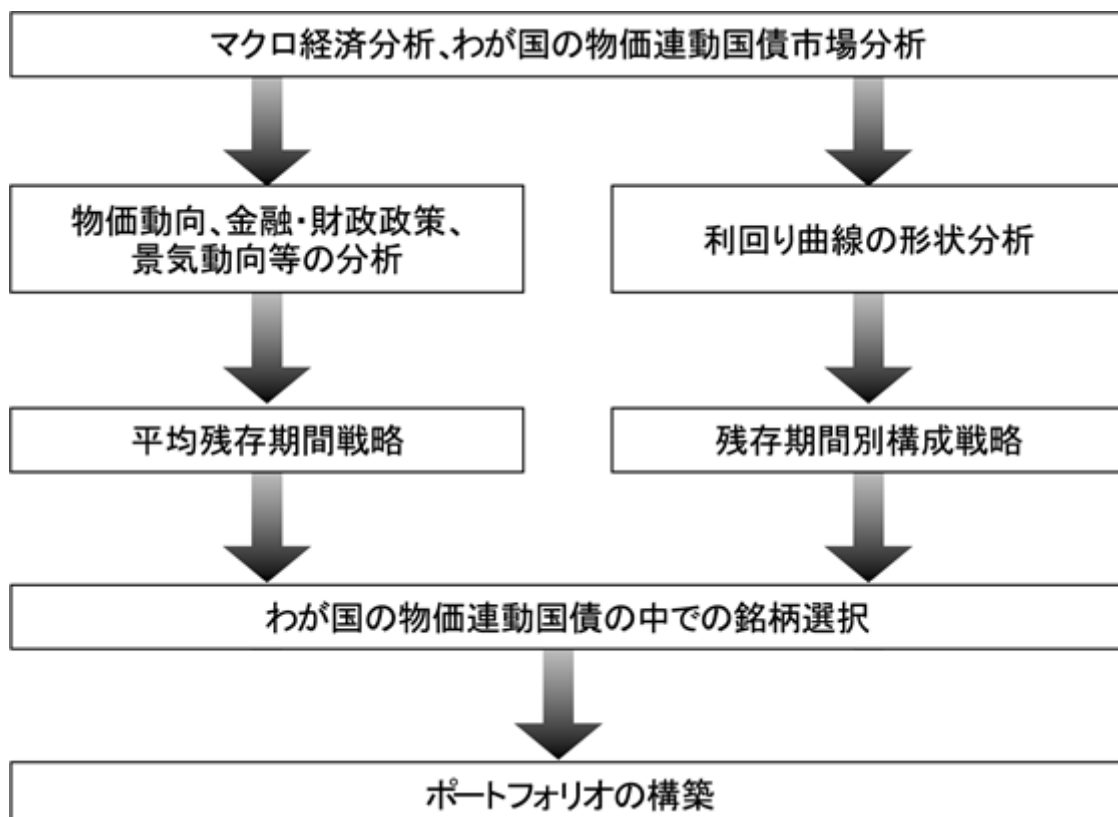 マクロ経済分析、わが国の物価連動国債市場分析
物価動向、金融・財政政策、
景気動向等の分析
利回り曲線の形状分析
平均残存期間戦略
残存期間別構成戦略
わが国の物価連動国債の中での銘柄選択
ポートフォリオの構築